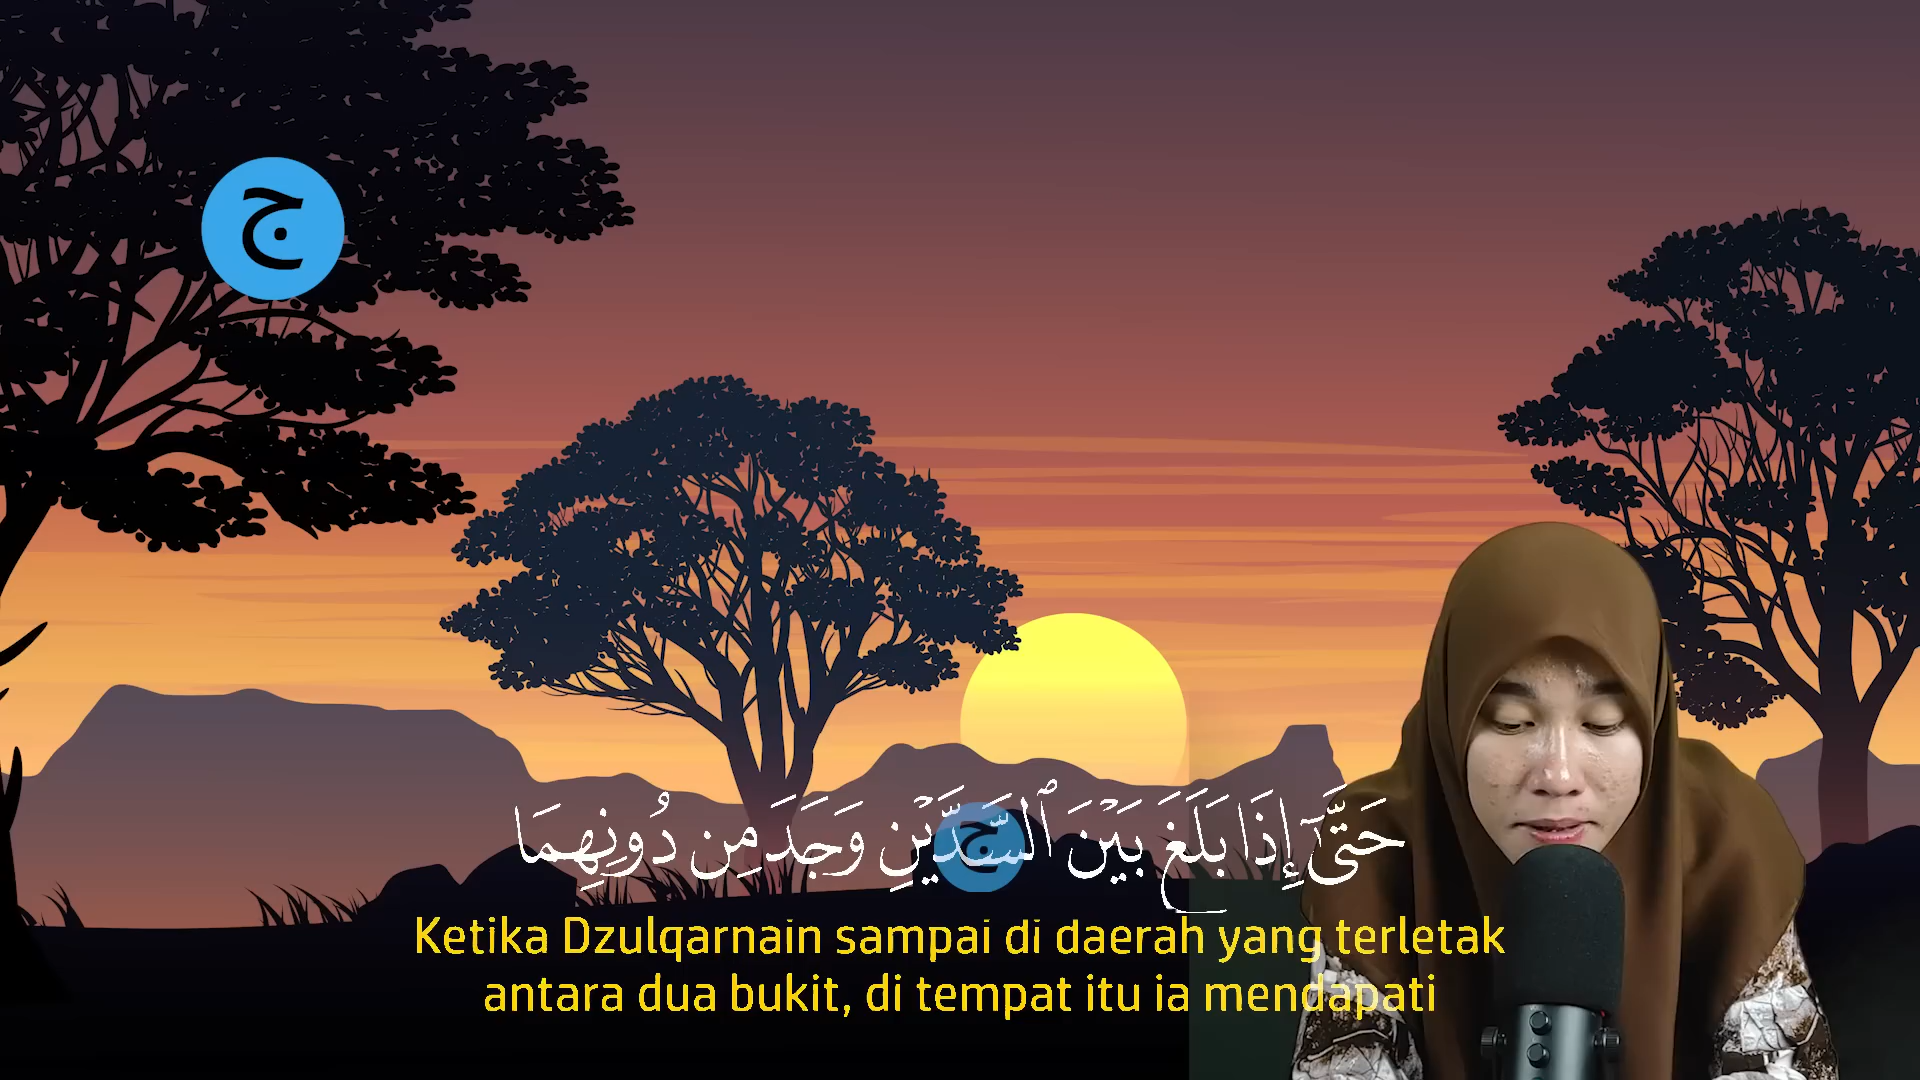 ج
حَتَّىٰٓ إِذَا بَلَغَ بَيْنَ ٱلسَّدَّيْنِ وَجَدَ مِن دُونِهِمَا
ج
Ketika Dzulqarnain sampai di daerah yang terletak
antara dua bukit, di tempat itu ia mendapati